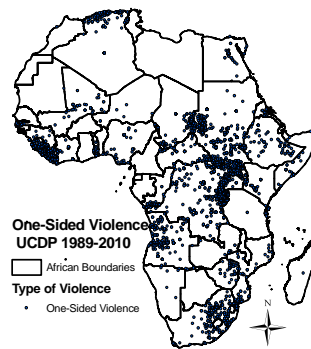 One-Sided Violence
UCDP 1989-2010
African Boundaries
Type of Violence
One-Sided Violence
N